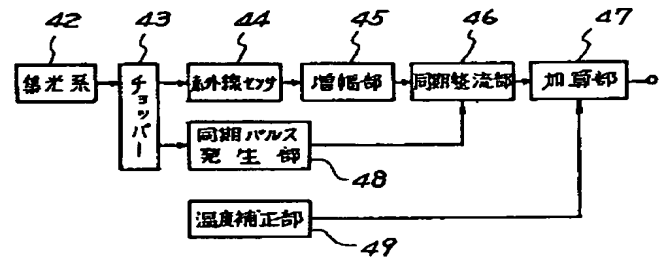 42 43 44 45 46 47
集光系
チョッパー
赤外線センサ
増幅部
同期整流部
加算部
同期パルス
発生部
48
温度補正部
49